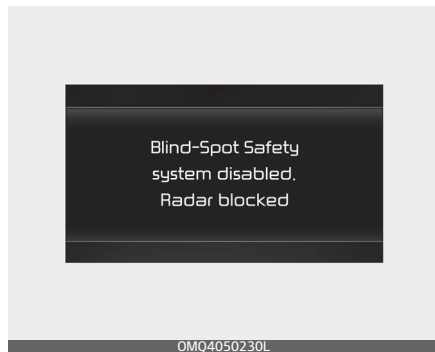 Blind-Spot Safety
system disabled.
Radar blocked
OMQ4050230L